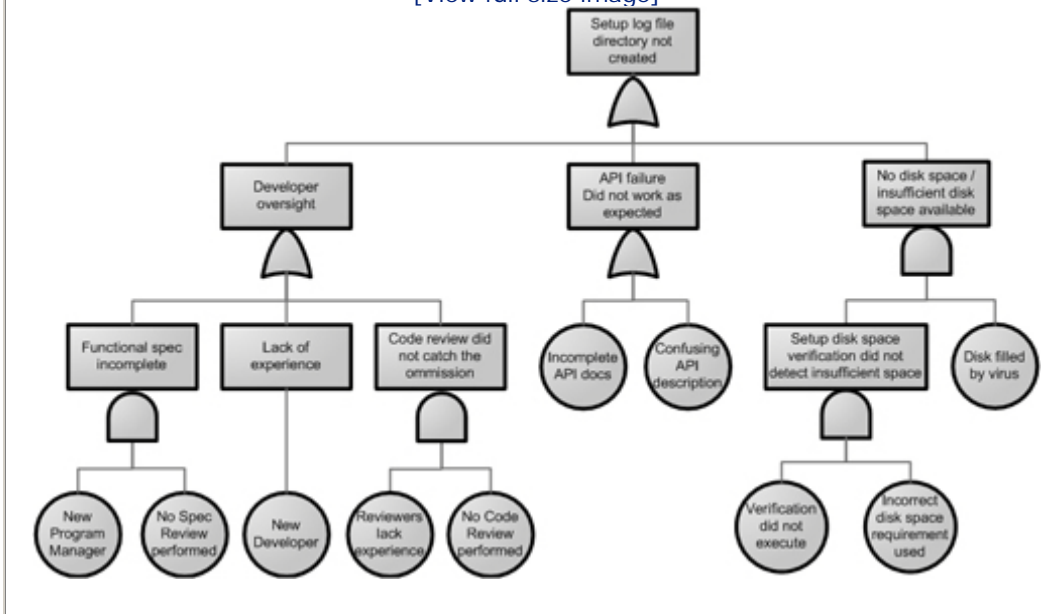 [View full size image]
Setup log file
directory not
created
Developer
oversight
API failure
Did not work as
expected
No disk space /
insufficient disk
space available
Functional spec
incomplete
Lack of
experience
Code review did
not catch the
ommission
Incomplete
API docs
Confusing
API
description
Setup disk space
verification did not
detect insufficient space
Disk filled
by virus
New
Program
Manager
No Spec
Review
performed
New
Developer
Reviewers
lack
experience
No Code
Review
performed
Verification
did not
execute
Incorrect
disk space
requirement
used